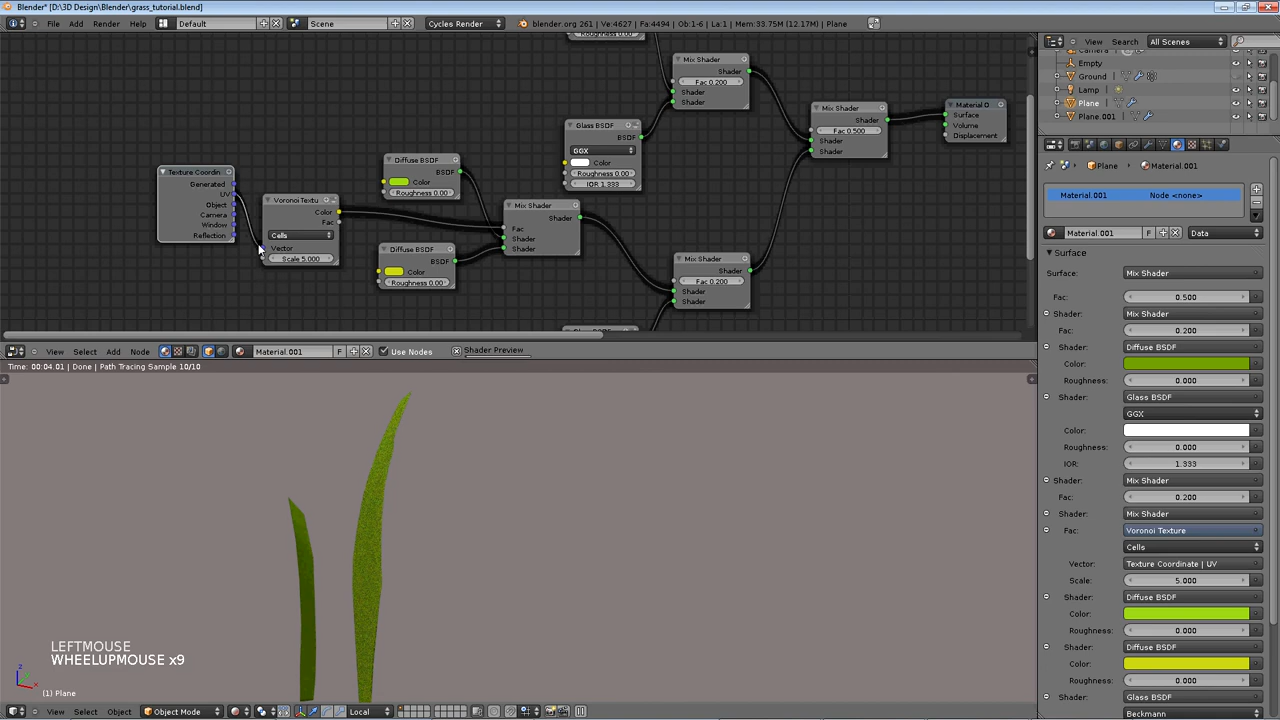 Blender* [D:\3D Design\Blender\grass_tutorial.blend]
File Add Render Help Default Scene Cycles Render blender.org 261 | Ve:4627 | Fa:4494 | Ob:1-6 | La:1 | Mem:33.75M (12.17M) | Plane
View Search All Scenes
Empty
Ground
Lamp
Plane
Plane.001
Mix Shader
Shader
Fac 0.200
Shader
Shader
Glass BSDF
BSDF
GGX
Color
Roughness 0.00
IOR 1.333
Mix Shader
Shader
Fac 0.500
Shader
Shader
Material O
Surface
Volume
Displacement
Texture Coordin
Generated
UV
Object
Camera
Window
Reflection
Voronoi Textu
Color
Fac
Cells
Vector
Scale 5.000
Diffuse BSDF
BSDF
Color
Roughness 0.00
Diffuse BSDF
BSDF
Color
Roughness 0.00
Mix Shader
Shader
Fac
Shader
Shader
Mix Shader
Shader
Fac 0.200
Shader
Shader
View Select Add Node Material.001 F Use Nodes Shader Preview
Time: 00:04.01 | Done | Path Tracing Sample 10/10
LEFTMOUSE
WHEELUPMOUSE x9
(1) Plane
View Select Object Object Mode Local
Plane Material.001
Material.001 Node <none>
Material.001 F Data
Surface
Surface: Mix Shader
Fac: 0.500
Shader: Mix Shader
Fac: 0.200
Shader: Diffuse BSDF
Color:
Roughness: 0.000
Shader: Glass BSDF
GGX
Color:
Roughness: 0.000
IOR: 1.333
Shader: Mix Shader
Fac: 0.200
Shader: Mix Shader
Fac: Voronoi Texture
Cells
Vector: Texture Coordinate | UV
Scale: 5.000
Shader: Diffuse BSDF
Color:
Roughness: 0.000
Shader: Diffuse BSDF
Color:
Roughness: 0.000
Shader: Glass BSDF
Beckmann